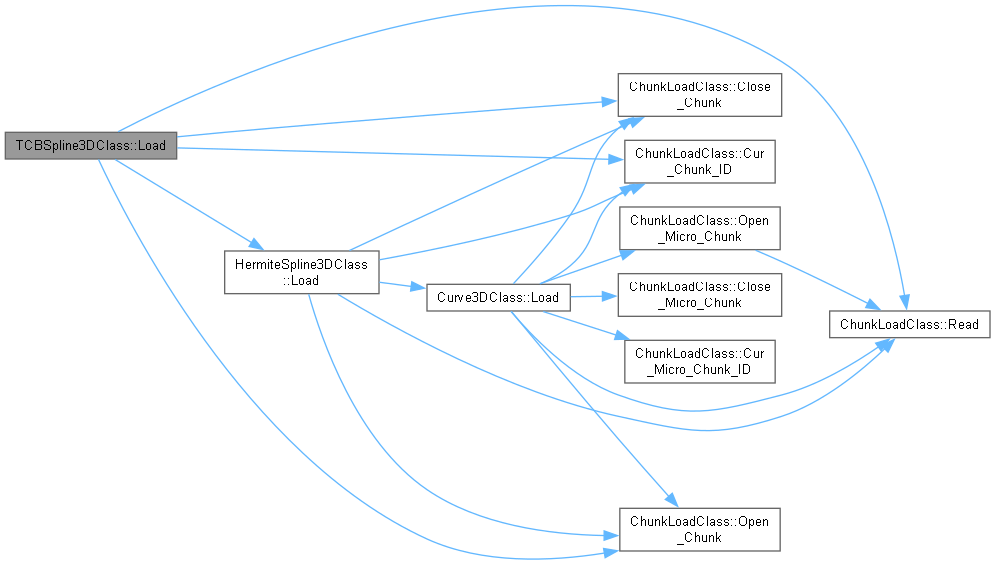 ChunkLoadClass::Close
_Chunk
TCBSpline3DClass::Load
ChunkLoadClass::Cur
_Chunk_ID
ChunkLoadClass::Open
_Micro_Chunk
HermiteSpline3DClass
::Load
ChunkLoadClass::Close
_Micro_Chunk
Curve3DClass::Load
ChunkLoadClass::Read
ChunkLoadClass::Cur
_Micro_Chunk_ID
ChunkLoadClass::Open
_Chunk